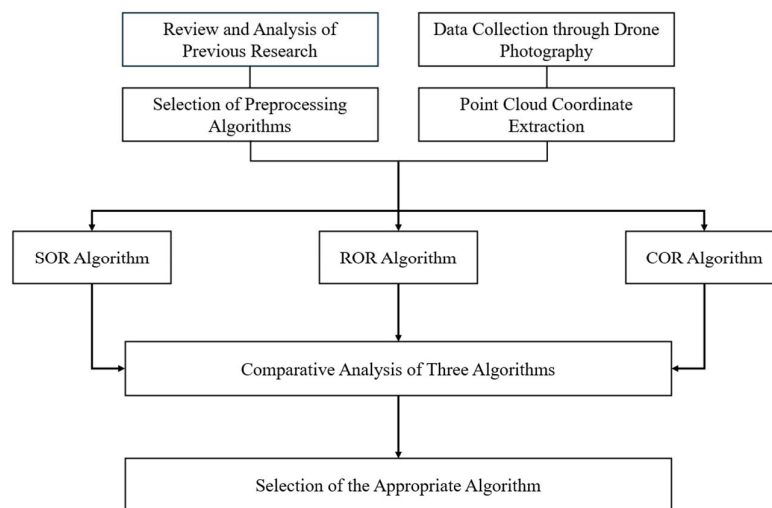 Review and Analysis of
Previous Research
Data Collection through Drone
Photography
Selection of Preprocessing
Algorithms
Point Cloud Coordinate
Extraction
SOR Algorithm
ROR Algorithm
COR Algorithm
Comparative Analysis of Three Algorithms
Selection of the Appropriate Algorithm